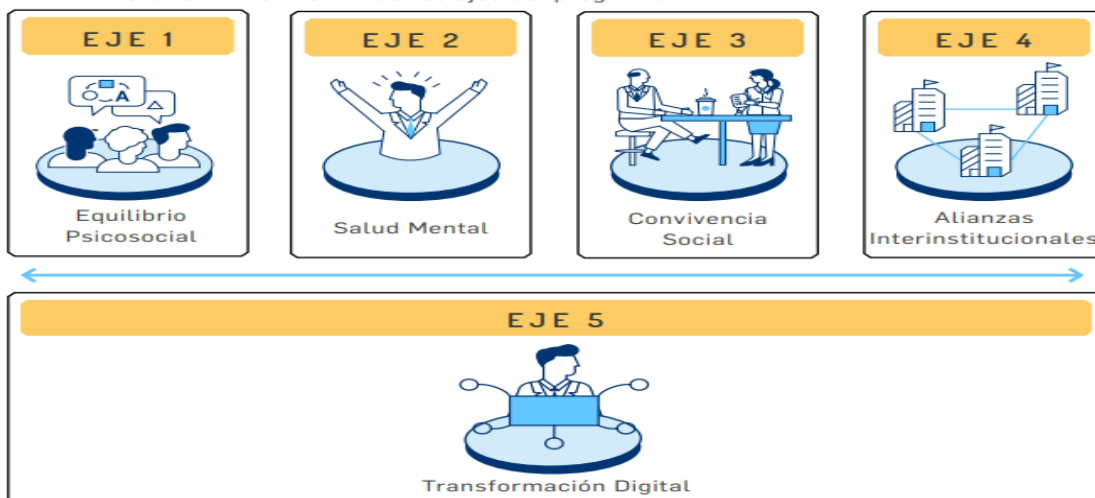 EJE 1
EJE 2
EJE 3
EJE 4
A
Equilibrio
Psicosocial
Salud Mental
Convivencia
Social
Alianzas
Interinstitucionales
EJE 5
Transformación Digital